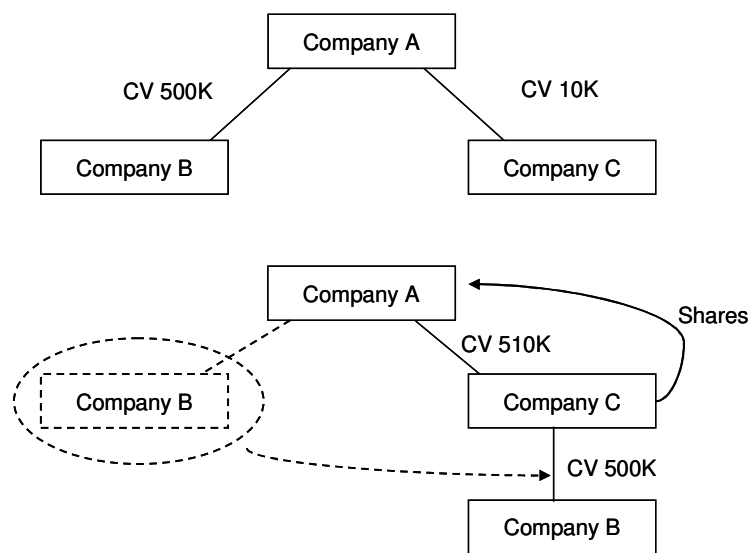 Company A
CV 500K
CV 10K
Company B
Company C
Company A
Shares
CV 510K
Company B
Company C
CV 500K
Company B